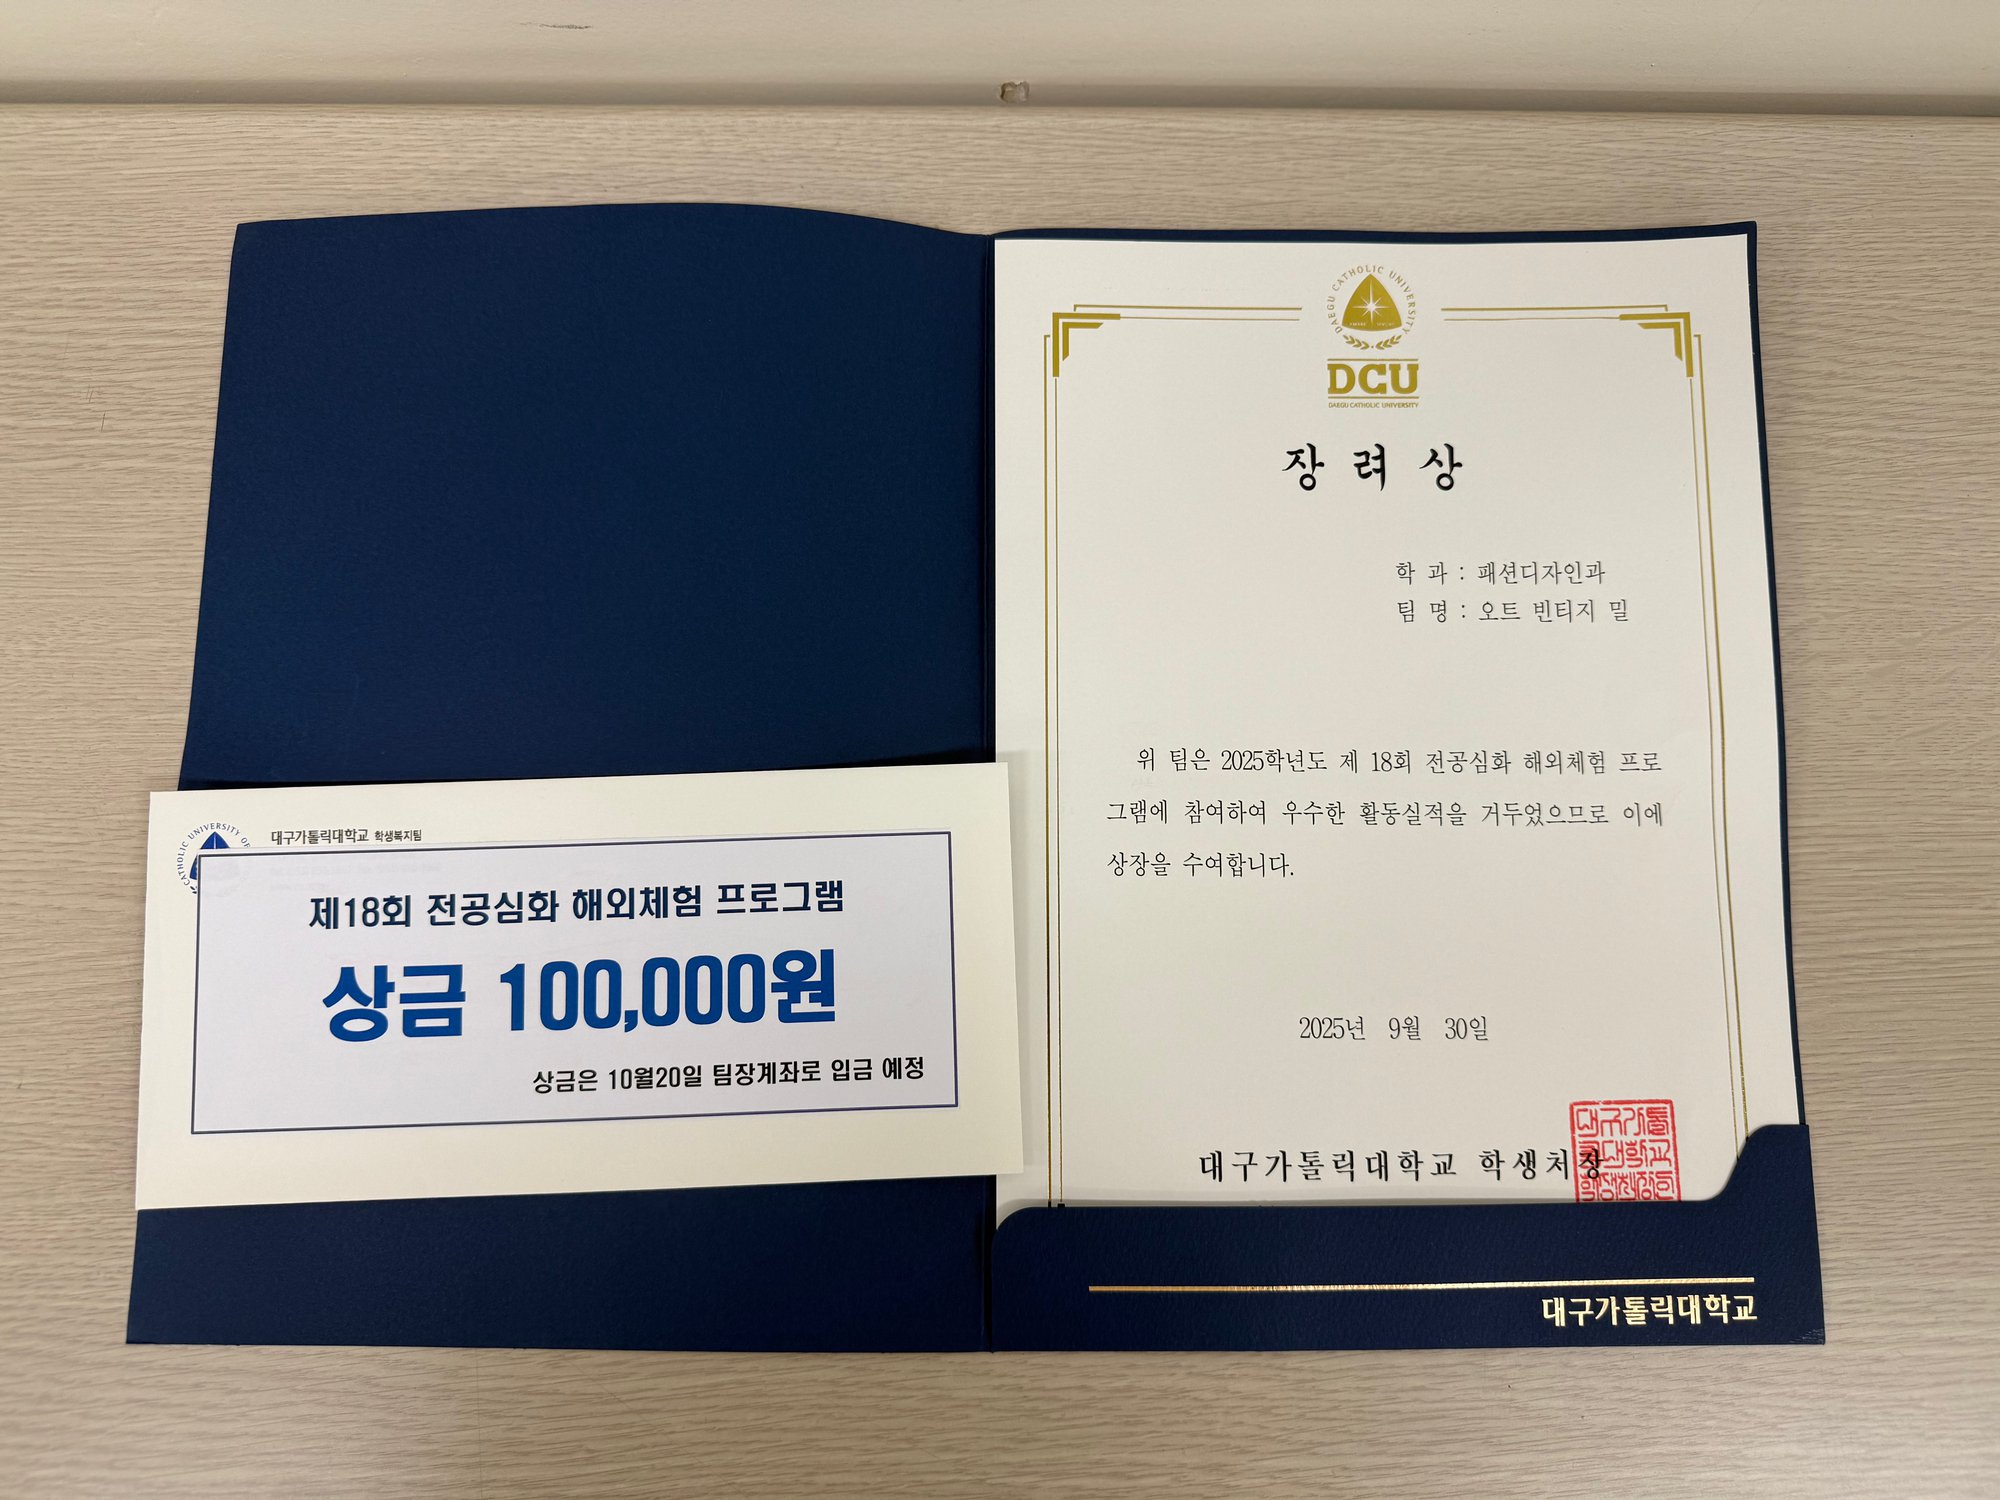 대구가톨릭대학교 학생복지팀
CATHOLIC UNIVERSITY OF
제18회 전공심화 해외체험 프로그램
상금 100,000원
상금은 10월20일 팀장계좌로 입금 예정
DAEGU CATHOLIC UNIVERSITY
DCU
DAEGU CATHOLIC UNIVERSITY
장 려 상
학 과 : 패션디자인과
팀 명 : 오트 빈티지 밀
위 팀은 2025학년도 제 18회 전공심화 해외체험 프로
그램에 참여하여 우수한 활동실적을 거두었으므로 이에
상장을 수여합니다.
2025년 9월 30일
대구가톨릭대학교 학생처장
대구가톨
릭대학교
학생처장의
대구가톨릭대학교